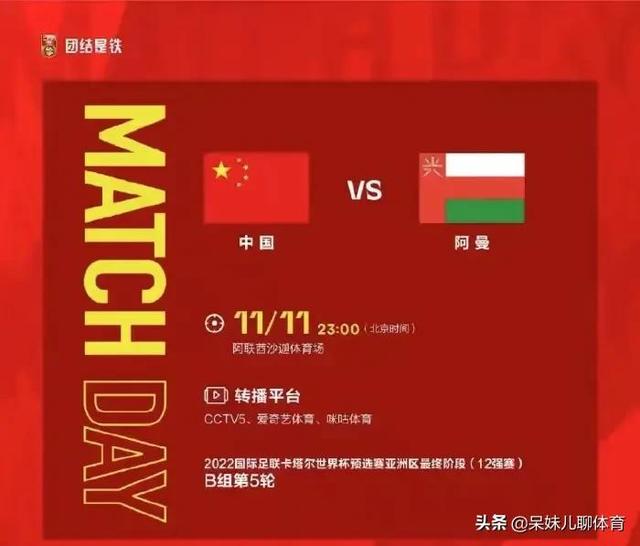 团结是铁
MATCH DAY
中国
VS
阿曼
11/11 23:00(北京时间)
阿联酋沙迦体育场
转播平台
CCTV5、爱奇艺体育、咪咕体育
2022国际足联卡塔尔世界杯预选赛亚洲区最终阶段(12强赛)
B组第5轮
头条 @呆妹儿聊体育